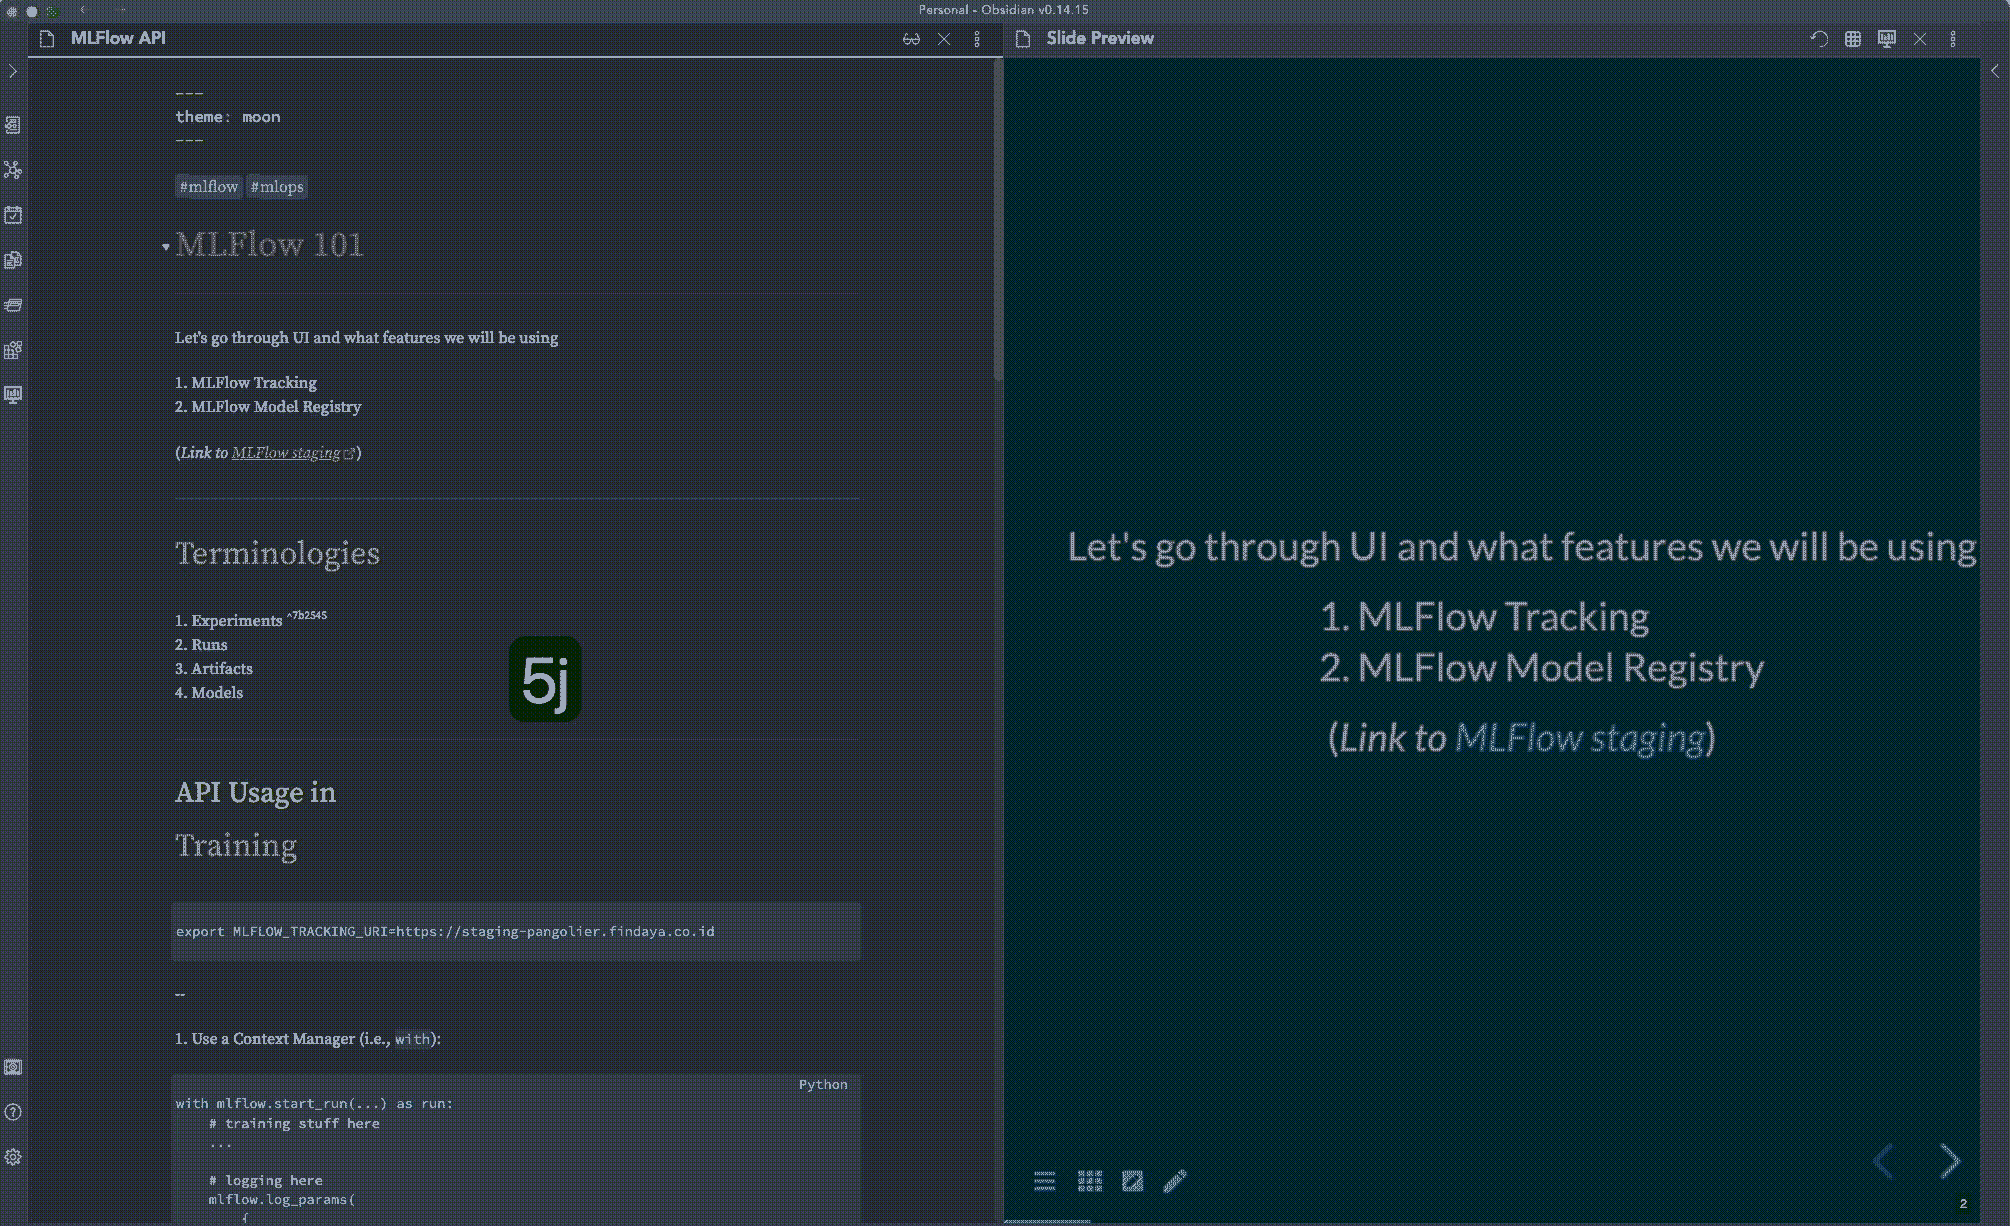 Personal - Obsidian v0.14.15
MLFlow API
---
theme: moon
---
#mlflow #mlops
MLFlow 101
Let's go through UI and what features we will be using
1. MLFlow Tracking
2. MLFlow Model Registry
(Link to MLFlow staging)
Terminologies
1. Experiments ^7b2545
2. Runs
3. Artifacts
4. Models
5j
API Usage in
Training
export MLFLOW_TRACKING_URI=https://staging-pangolier.findaya.co.id
--
1. Use a Context Manager (i.e., with):
Python
with mlflow.start_run(...) as run:
    # training stuff here
    ...
    # logging here
    mlflow.log_params(
        {
Slide Preview
Let's go through UI and what features we will be using
1. MLFlow Tracking
2. MLFlow Model Registry
(Link to MLFlow staging)
2